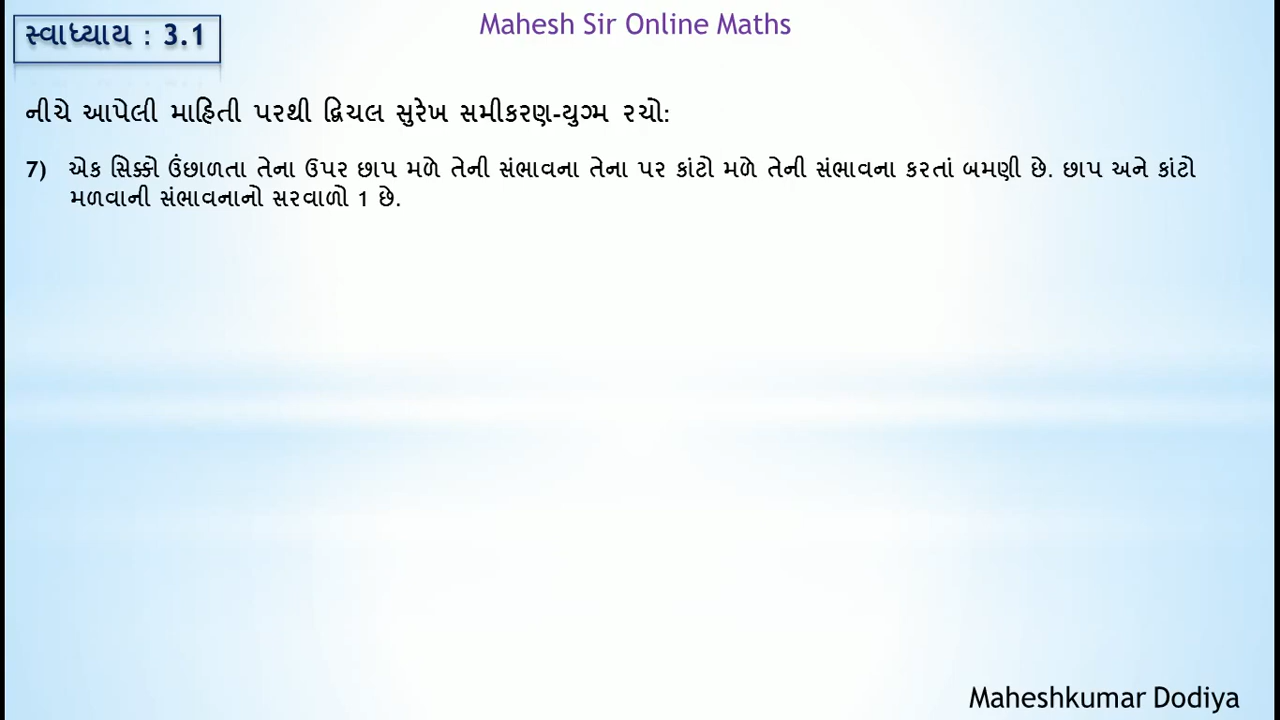 Mahesh Sir Online Maths
સ્વાધ્યાય : 3.1
નીચે આપેલી માહિતી પરથી દ્વિચલ સુરેખ સમીકરણ-યુગ્મ રચો:
7) એક સિક્કો ઉંછાળતા તેના ઉપર છાપ મળે તેની સંભાવના તેના પર કાંટો મળે તેની સંભાવના કરતાં બમણી છે. છાપ અને કાંટો
મળવાની સંભાવનાનો સરવાળો 1 છે.
Maheshkumar Dodiya